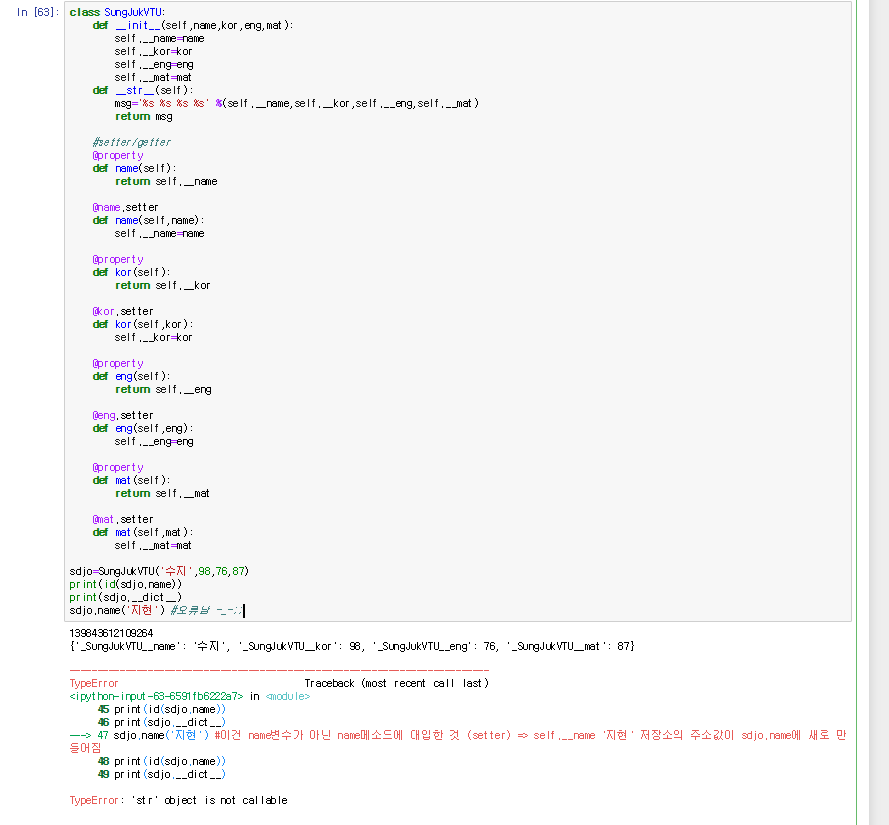 In [63]: class SungJukVTU:
    def __init__(self,name,kor,eng,mat):
        self.__name=name
        self.__kor=kor
        self.__eng=eng
        self.__mat=mat
    def __str__(self):
        msg='%s %s %s %s' %(self.__name,self.__kor,self.__eng,self.__mat)
        return msg
    #setter/getter
    @property
    def name(self):
        return self.__name
    @name.setter
    def name(self,name):
        self.__name=name
    @property
    def kor(self):
        return self.__kor
    @kor.setter
    def kor(self,kor):
        self.__kor=kor
    @property
    def eng(self):
        return self.__eng
    @eng.setter
    def eng(self,eng):
        self.__eng=eng
    @property
    def mat(self):
        return self.__mat
    @mat.setter
    def mat(self,mat):
        self.__mat=mat
sdjo=SungJukVTU('수지',98,76,87)
print(id(sdjo.name))
print(sdjo.__dict__)
sdjo.name('지현') #오류남 -_-;;
139843612109264
{'_SungJukVTU__name': '수지', '_SungJukVTU__kor': 98, '_SungJukVTU__eng': 76, '_SungJukVTU__mat': 87}
---------------------------------------------------------------------------
TypeError                                 Traceback (most recent call last)
<ipython-input-63-6591fb6222a7> in <module>
     45 print(id(sdjo.name))
     46 print(sdjo.__dict__)
---> 47 sdjo.name('지현') #이건 name변수가 아닌 name메소드에 대입한 것 (setter) => self.__name '지현' 저장소의 주소값이 sdjo.name에 새로 만
들어짐
     48 print(id(sdjo.name))
     49 print(sdjo.__dict__)
TypeError: 'str' object is not callable